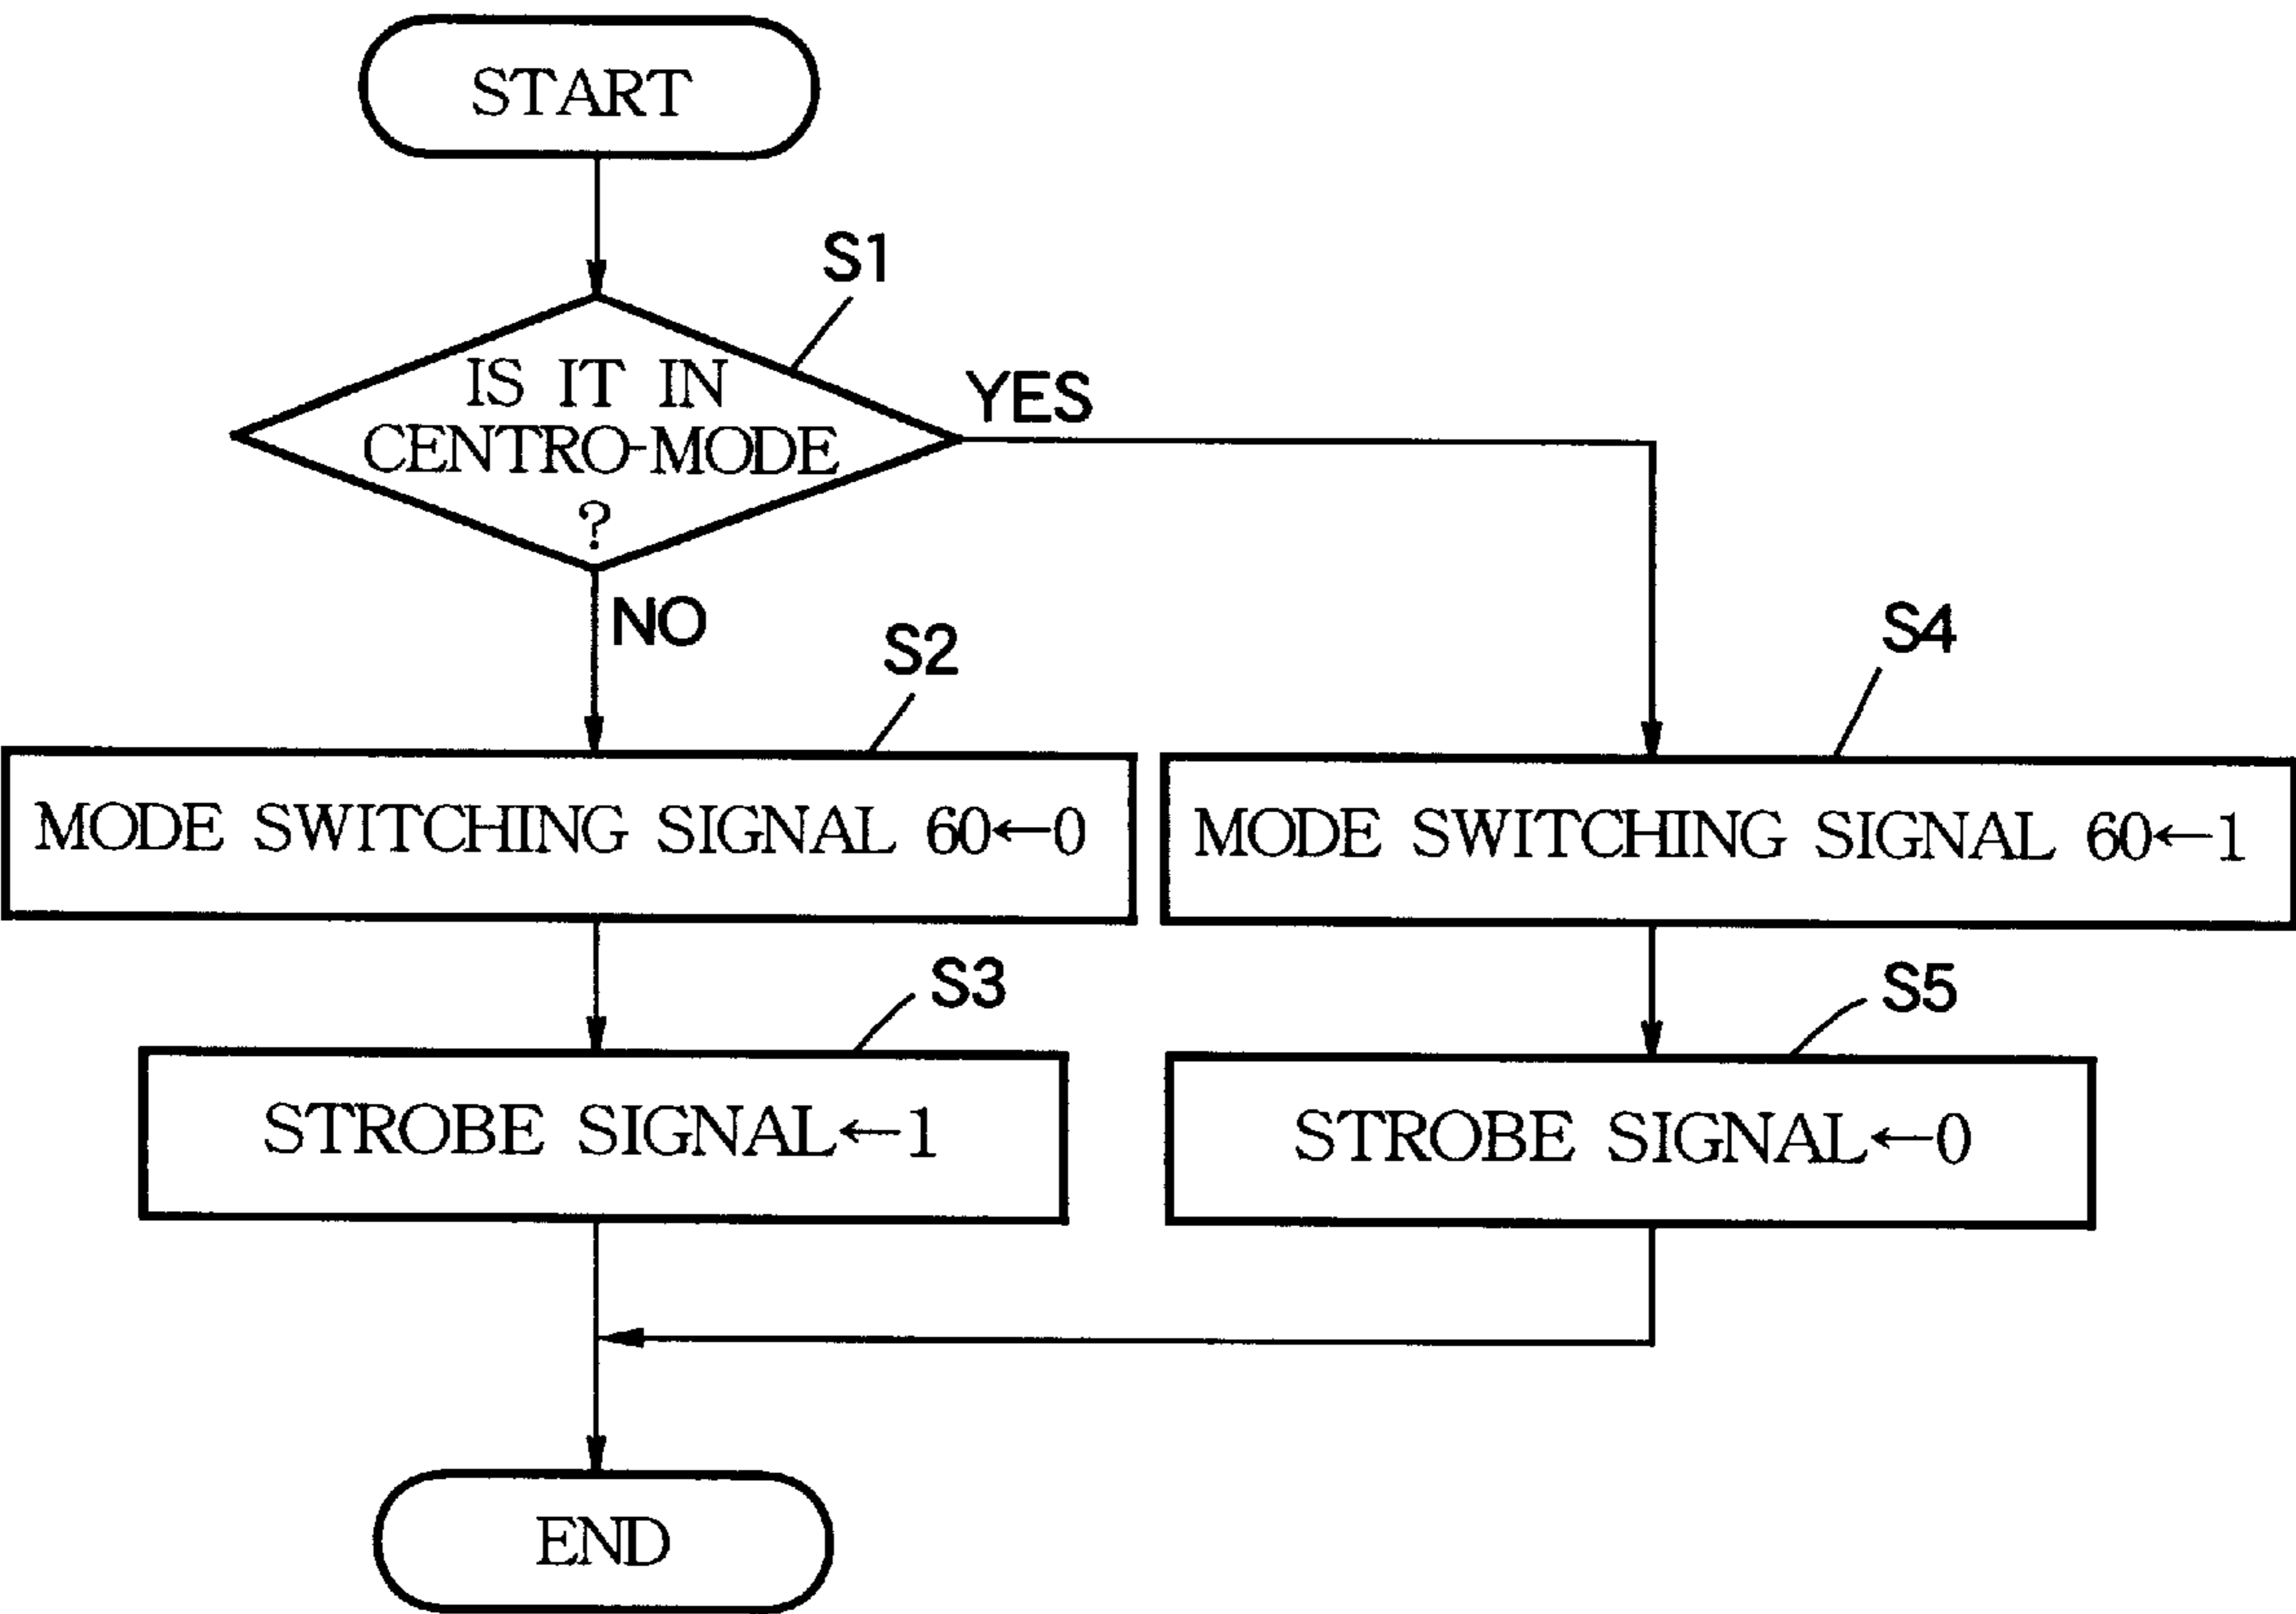 START
S1
IS IT IN
CENTRO-MODE
?
YES
NO
S2
S4
MODE SWITCHING SIGNAL 60←0
MODE SWITCHING SIGNAL 60←1
S3
S5
STROBE SIGNAL←1
STROBE SIGNAL←0
END